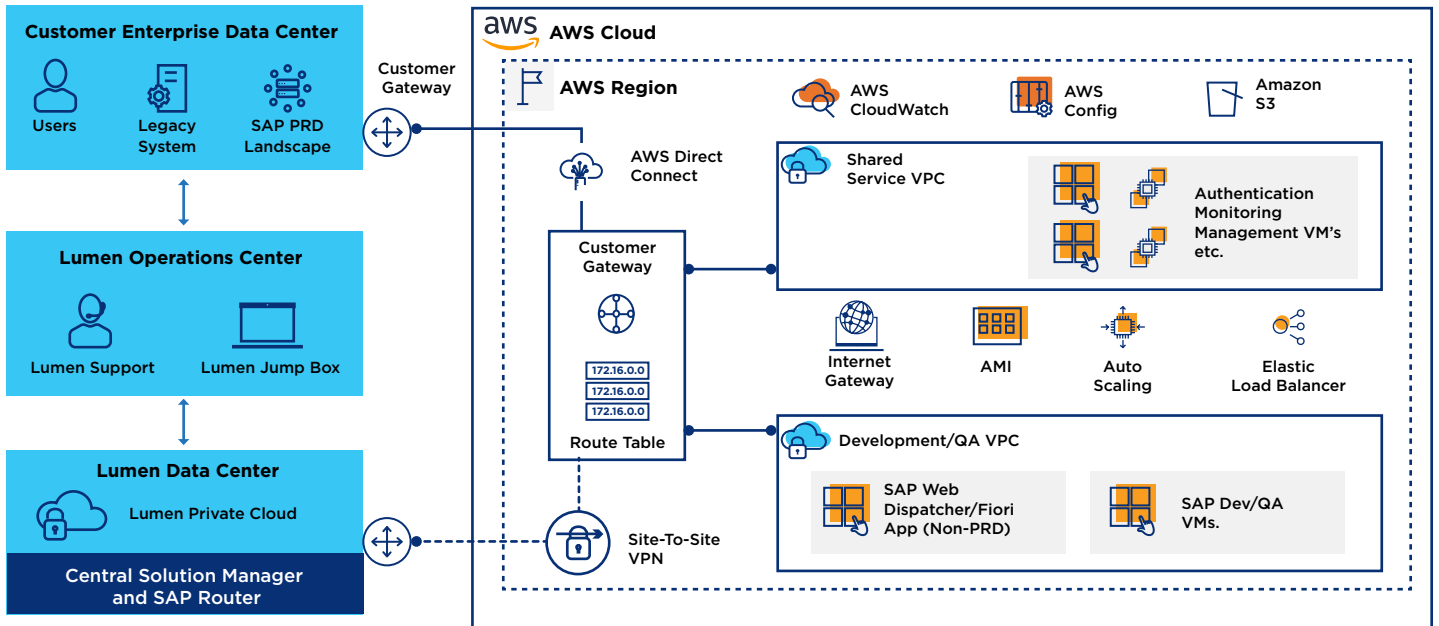 Customer Enterprise Data Center
Users
Legacy
System
SAP PRD
Landscape
Customer
Gateway
Lumen Operations Center
Lumen Support
Lumen Jump Box
Lumen Data Center
Lumen Private Cloud
Central Solution Manager
and SAP Router
aws
AWS Cloud
AWS Region
AWS
CloudWatch
AWS
Config
Amazon
S3
AWS Direct
Connect
Customer
Gateway
172.16.0.0
172.16.0.0
172.16.0.0
Route Table
Site-To-Site
VPN
Shared
Service VPC
Authentication
Monitoring
Management VM's
etc.
Internet
Gateway
AMI
Auto
Scaling
Elastic
Load Balancer
Development/QA VPC
SAP Web
Dispatcher/Fiori
App (Non-PRD)
SAP Dev/QA
VMs.